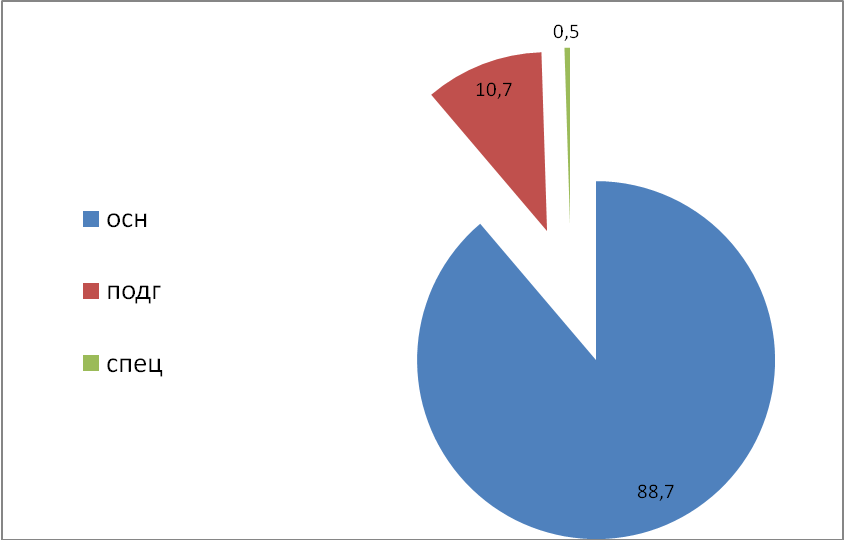 0,5
10,7
осн
подг
спец
88,7